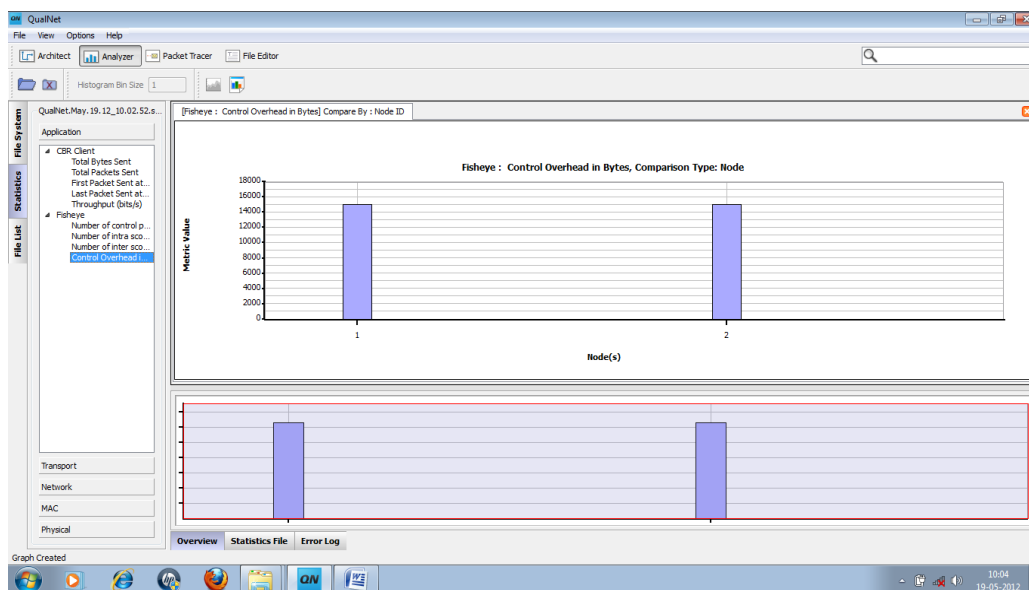 QN QualNet
File View Options Help
Architect Analyzer Packet Tracer File Editor
Histogram Bin Size 1
File System
Statistics
File List
QualNet.May.19.12_10.02.52.s...
Application
CBR Client
Total Bytes Sent
Total Packets Sent
First Packet Sent at...
Last Packet Sent at...
Throughput (bits/s)
Fisheye
Number of control p...
Number of intra sco...
Number of inter sco...
Control Overhead i...
Transport
Network
MAC
Physical
[Fisheye : Control Overhead in Bytes] Compare By : Node ID
Fisheye : Control Overhead in Bytes, Comparison Type: Node
Metric Value
18000
16000
14000
12000
10000
8000
6000
4000
2000
0
1 2
Node(s)
Overview Statistics File Error Log
Graph Created
hp QN W
10:04
19-05-2012